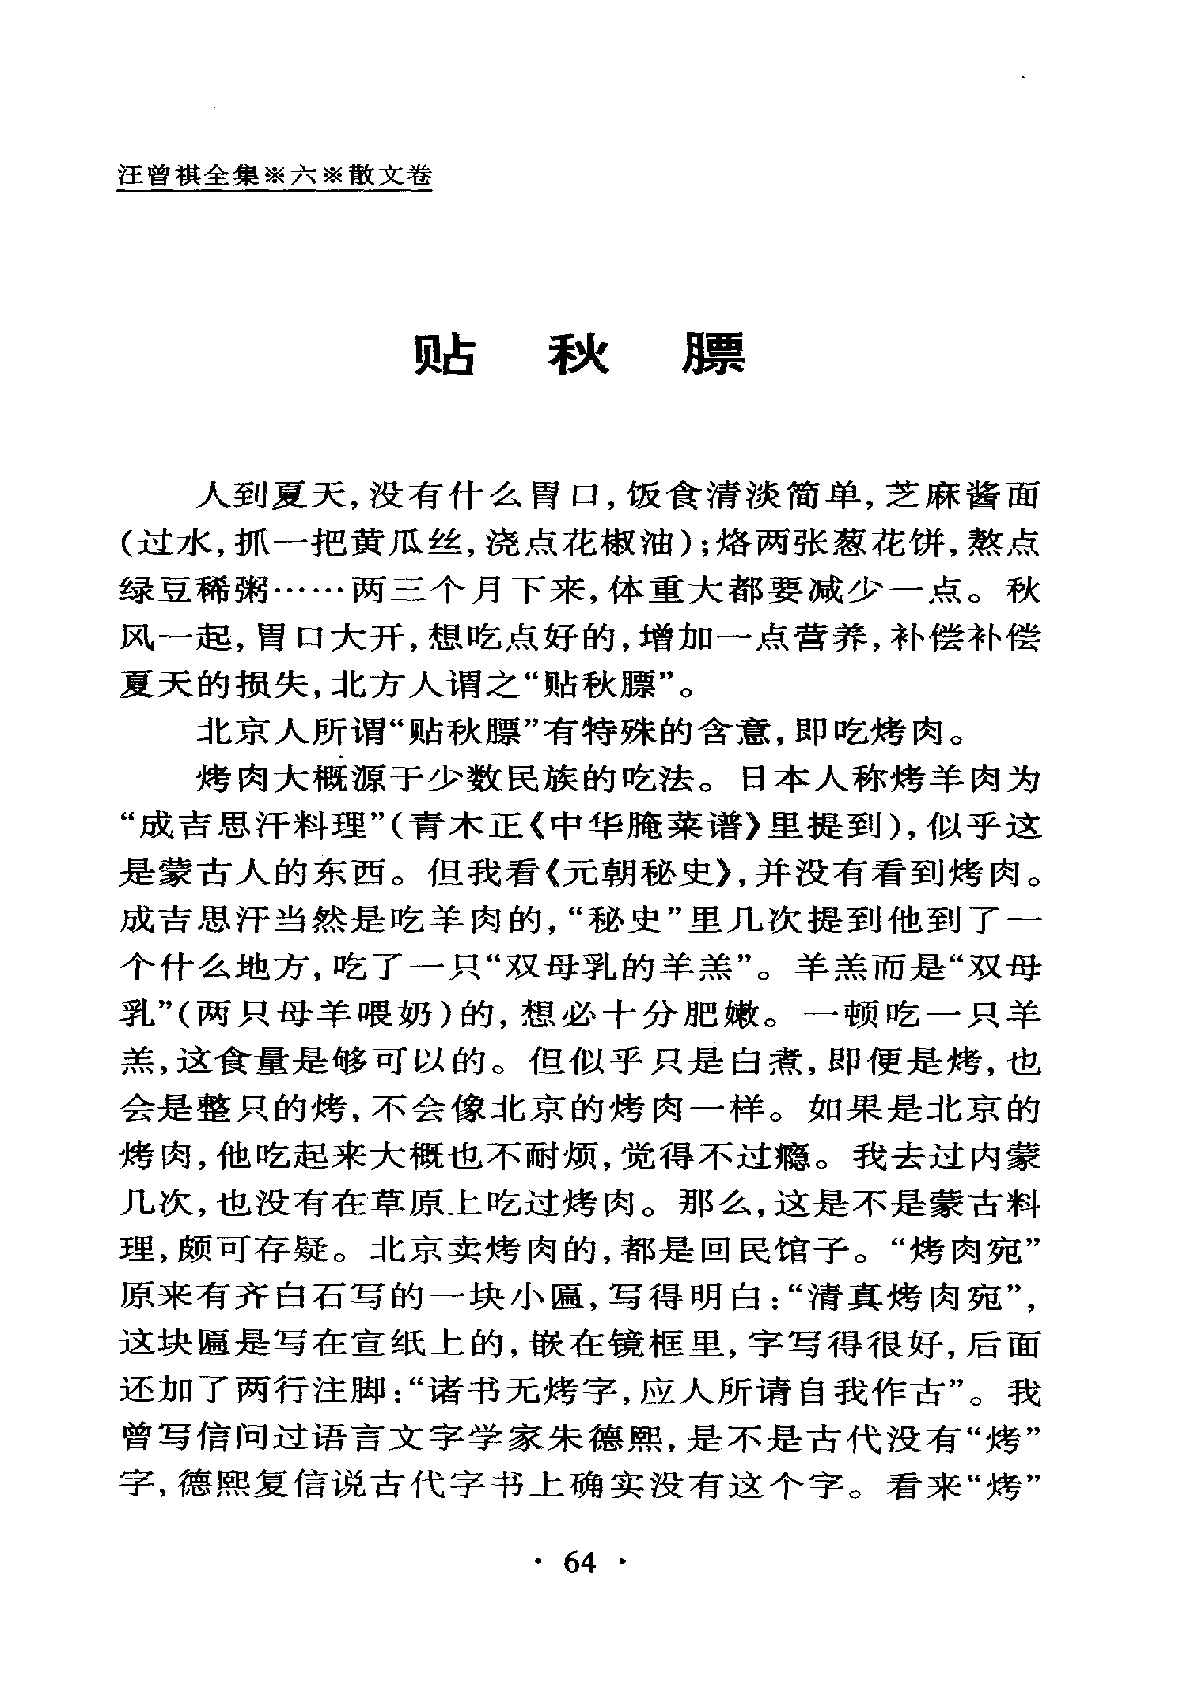 汪曾祺全集※六※散文卷
贴 秋 膘
人到夏天,没有什么胃口,饭食清淡简单,芝麻酱面
(过水,抓一把黄瓜丝,浇点花椒油);烙两张葱花饼,熬点
绿豆稀粥……两三个月下来,体重大都要减少一点。秋
风一起,胃口大开,想吃点好的,增加一点营养,补偿补偿
夏天的损失,北方人谓之“贴秋膘”。
北京人所谓“贴秋膘”有特殊的含意,即吃烤肉。
烤肉大概源于少数民族的吃法。日本人称烤羊肉为
“成吉思汗料理”(青木正《中华腌菜谱》里提到),似乎这
是蒙古人的东西。但我看《元朝秘史》,并没有看到烤肉。
成吉思汗当然是吃羊肉的,“秘史”里几次提到他到了一
个什么地方,吃了一只“双母乳的羊羔”。羊羔而是“双母
乳”(两只母羊喂奶)的,想必十分肥嫩。一顿吃一只羊
羔,这食量是够可以的。但似乎只是白煮,即便是烤,也
会是整只的烤,不会像北京的烤肉一样。如果是北京的
烤肉,他吃起来大概也不耐烦,觉得不过瘾。我去过内蒙
几次,也没有在草原上吃过烤肉。那么,这是不是蒙古料
理,颇可存疑。北京卖烤肉的,都是回民馆子。“烤肉宛”
原来有齐白石写的一块小匾,写得明白:“清真烤肉宛”,
这块匾是写在宣纸上的,嵌在镜框里,字写得很好,后面
还加了两行注脚:“诸书无烤字,应人所请自我作古”。我
曾写信问过语言文字学家朱德熙,是不是古代没有“烤”
字,德熙复信说古代字书上确实没有这个字。看来“烤”
· 64 ·